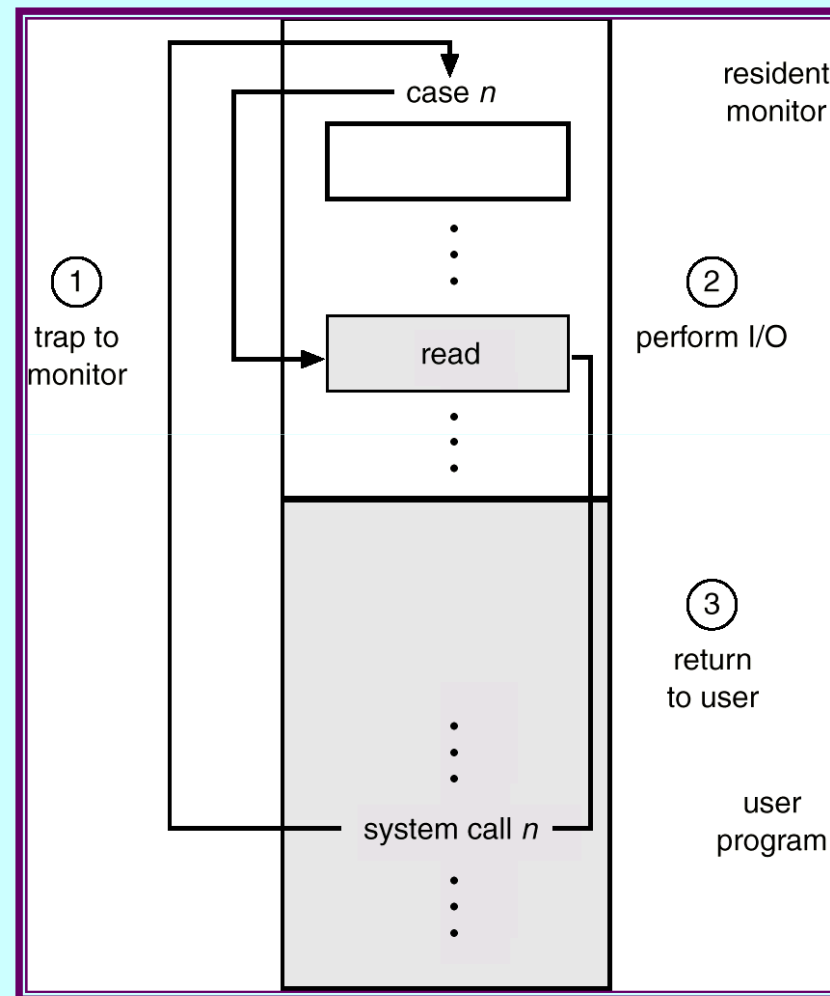 case n
resident
monitor
1
trap to
monitor
2
perform I/O
read
3
return
to user
system call n
user
program